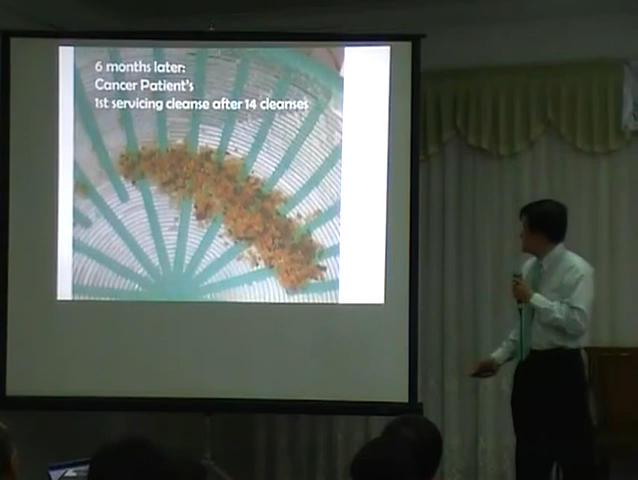 6 months later:
Cancer Patient's
1st servicing cleanse after 14 cleanses